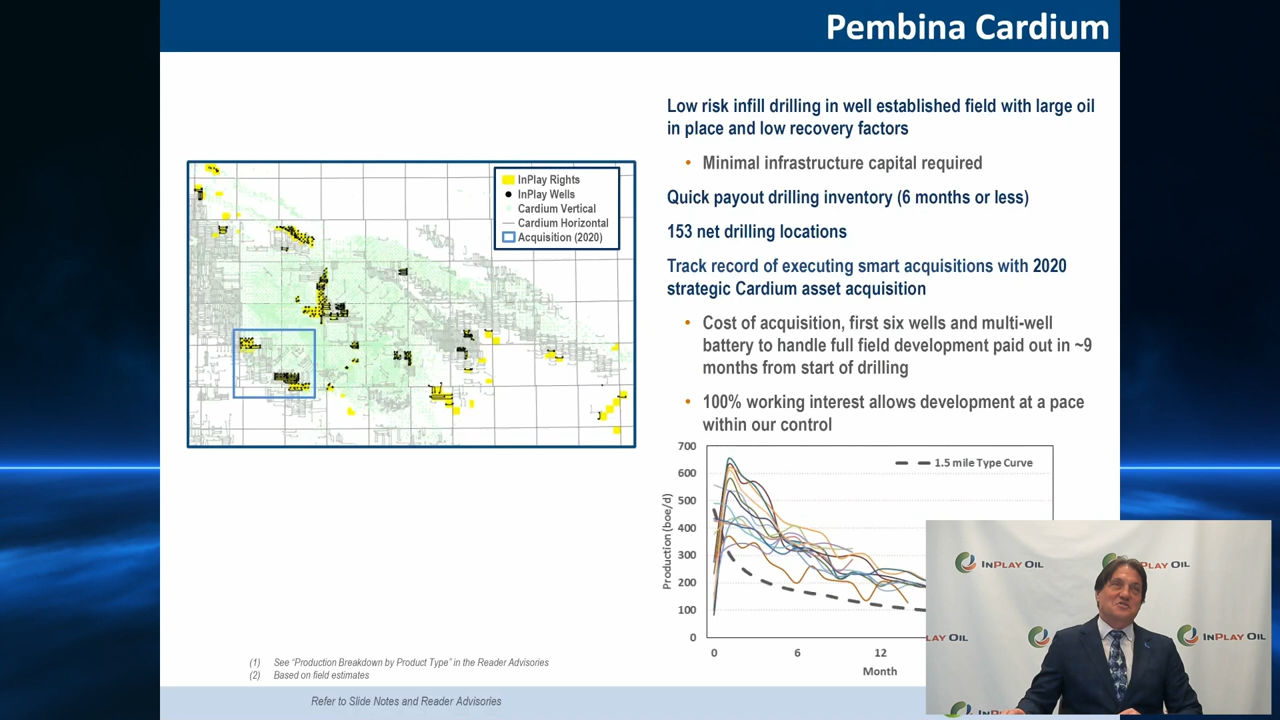 Pembina Cardium
Low risk infill drilling in well established field with large oil
in place and low recovery factors
• Minimal infrastructure capital required
Quick payout drilling inventory (6 months or less)
153 net drilling locations
Track record of executing smart acquisitions with 2020
strategic Cardium asset acquisition
• Cost of acquisition, first six wells and multi-well
battery to handle full field development paid out in ~9
months from start of drilling
• 100% working interest allows development at a pace
within our control
InPlay Rights
InPlay Wells
Cardium Vertical
Cardium Horizontal
Acquisition (2020)
700
600
500
400
300
200
100
0
Production (boe/d)
1.5 mile Type Curve
0 6 12
Month
INPLAY OIL
PLAY OIL
LAY OIL
INPLAY OIL
(1) See “Production Breakdown by Product Type” in the Reader Advisories
(2) Based on field estimates
Refer to Slide Notes and Reader Advisories